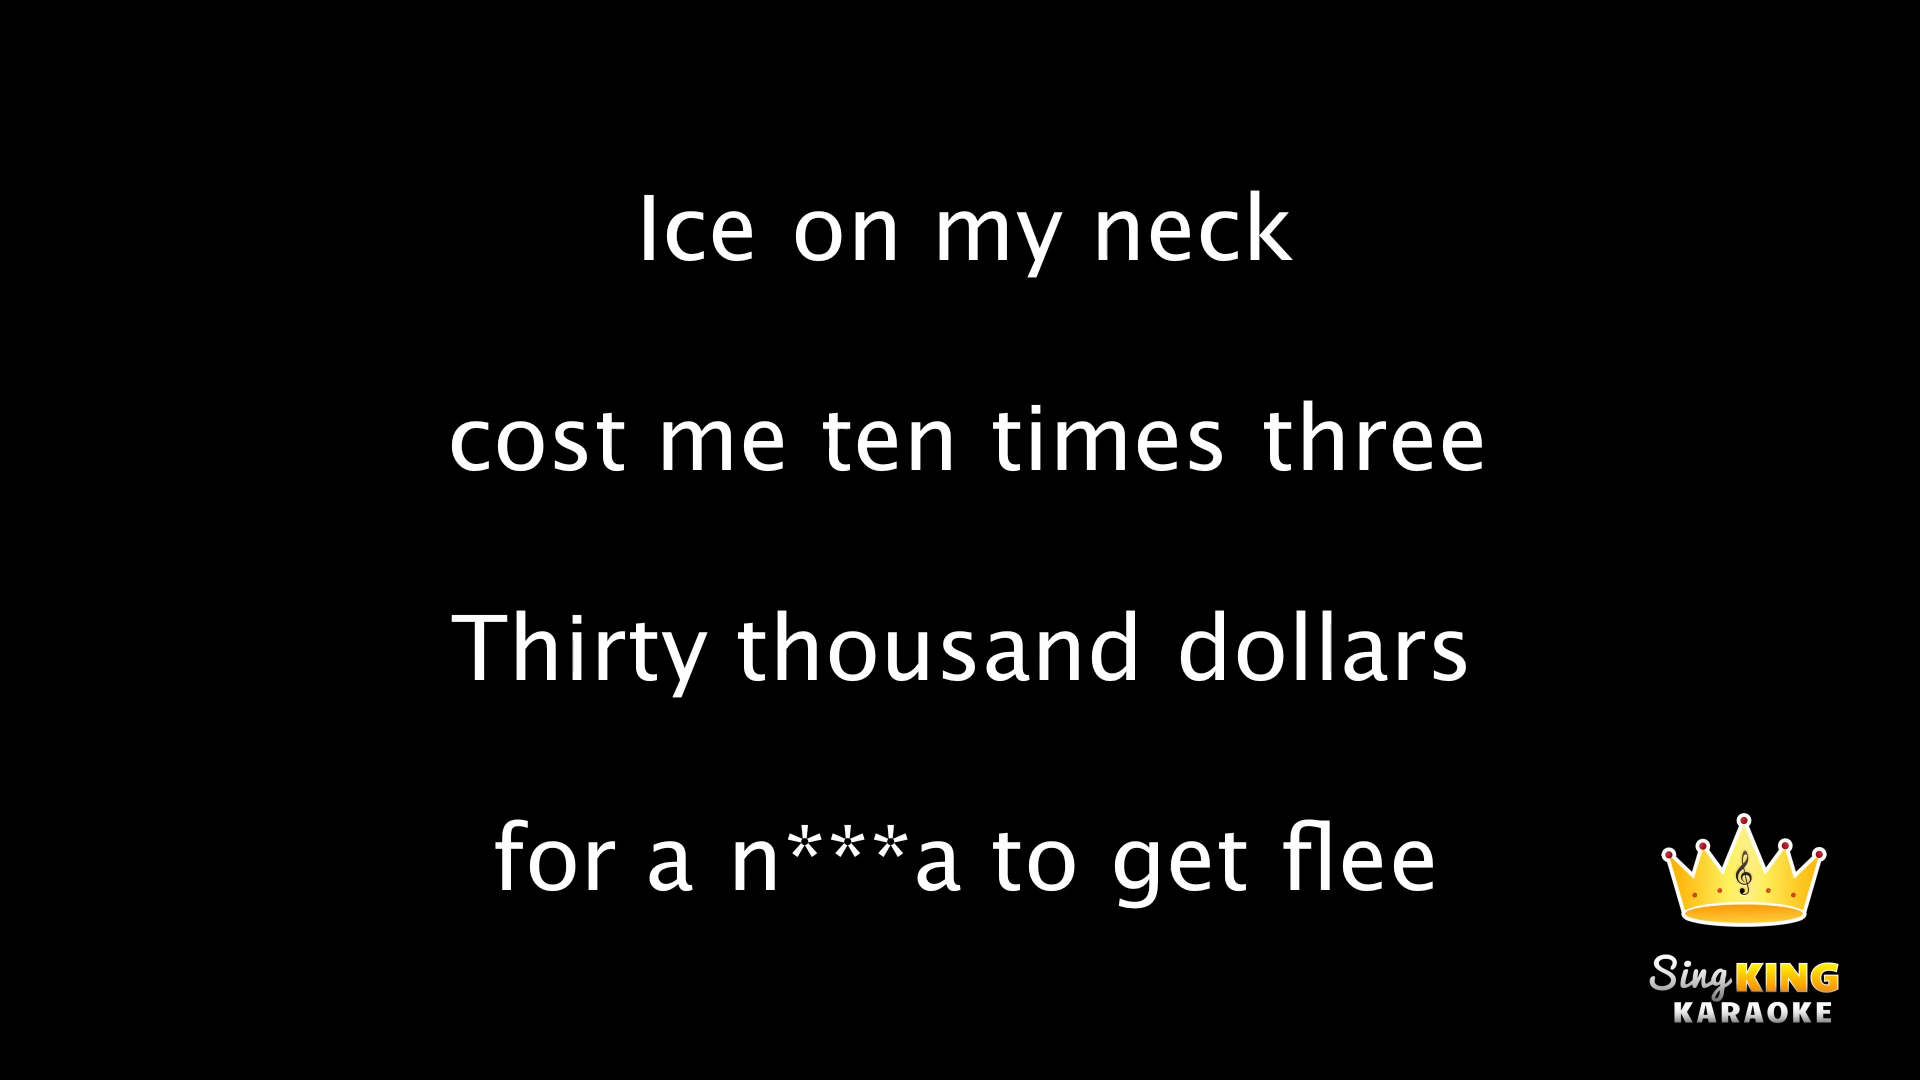 Ice on my neck
cost me ten times three
Thirty thousand dollars
for a n***a to get flee
Sing KING
KARAOKE